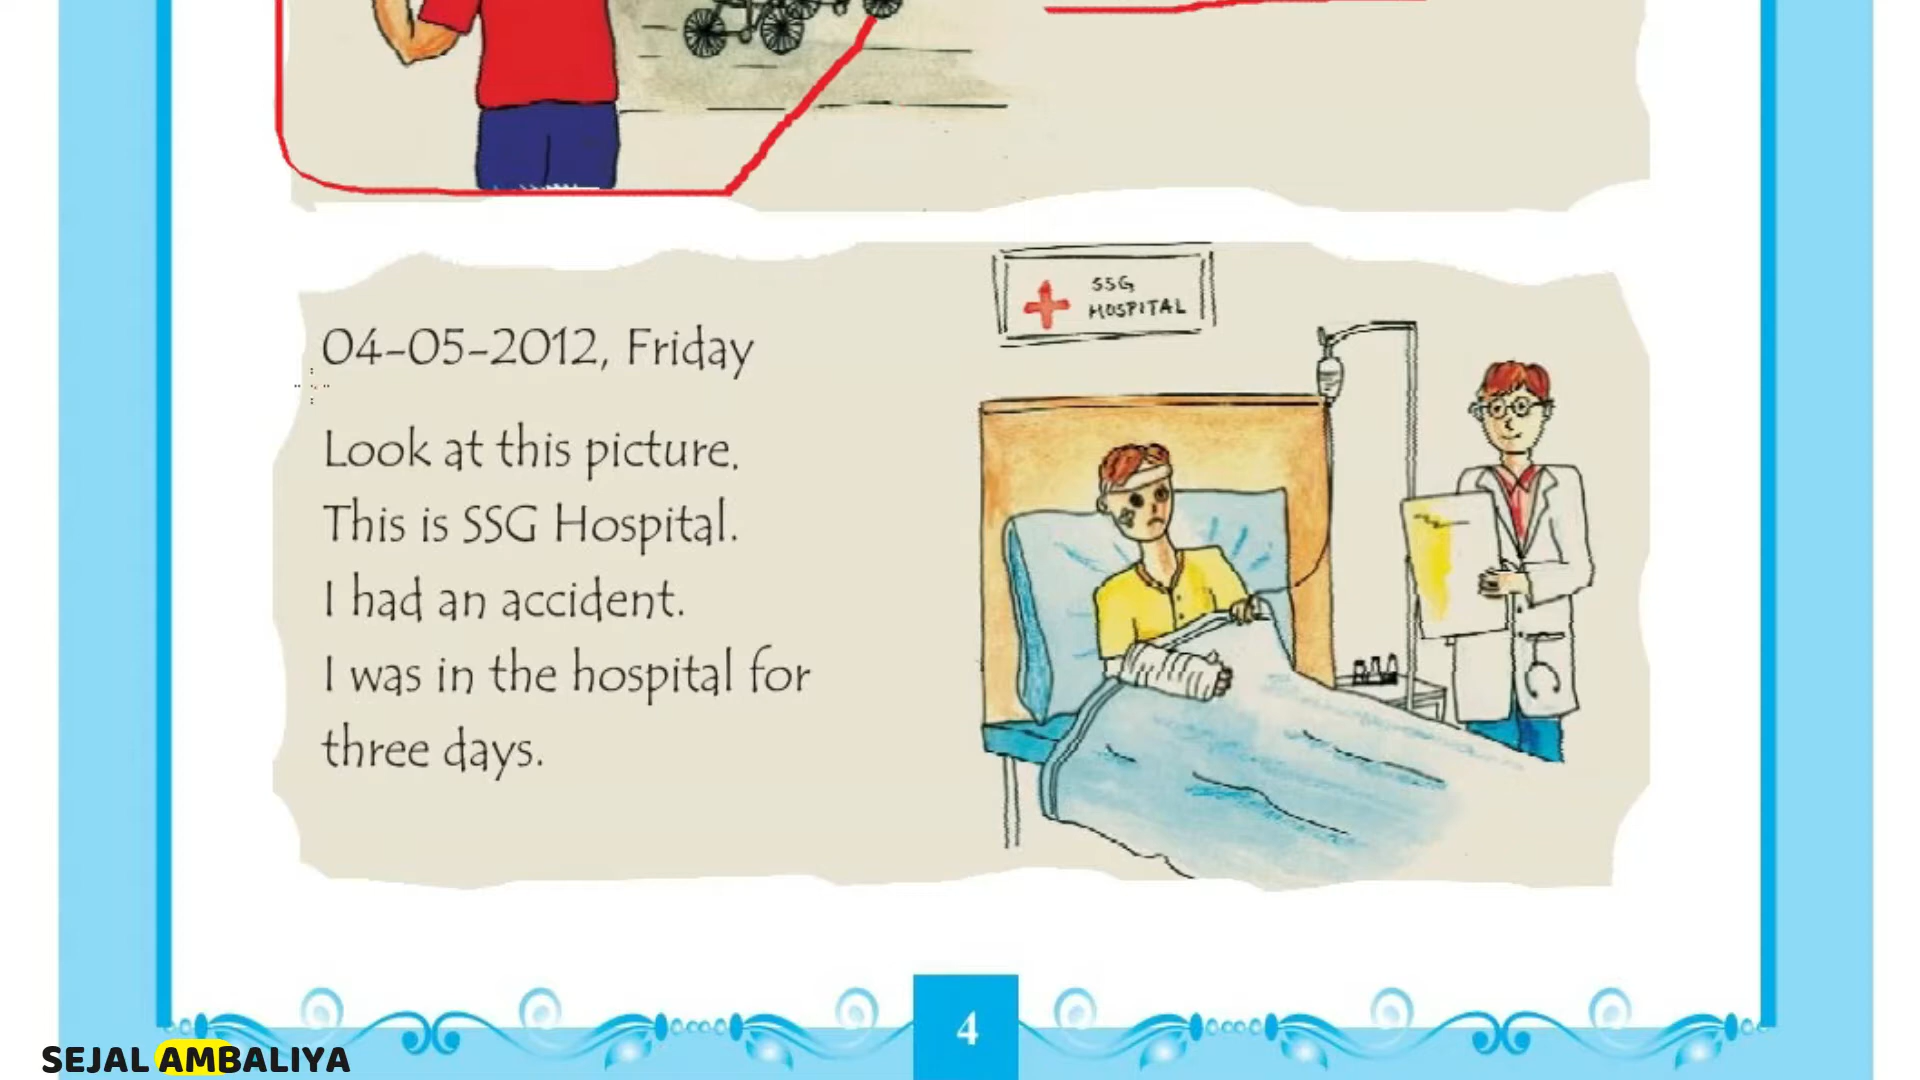 SSG
HOSPITAL
04-05-2012, Friday
Look at this picture.
This is SSG Hospital.
I had an accident.
I was in the hospital for
three days.
4
SEJAL AMBALIYA